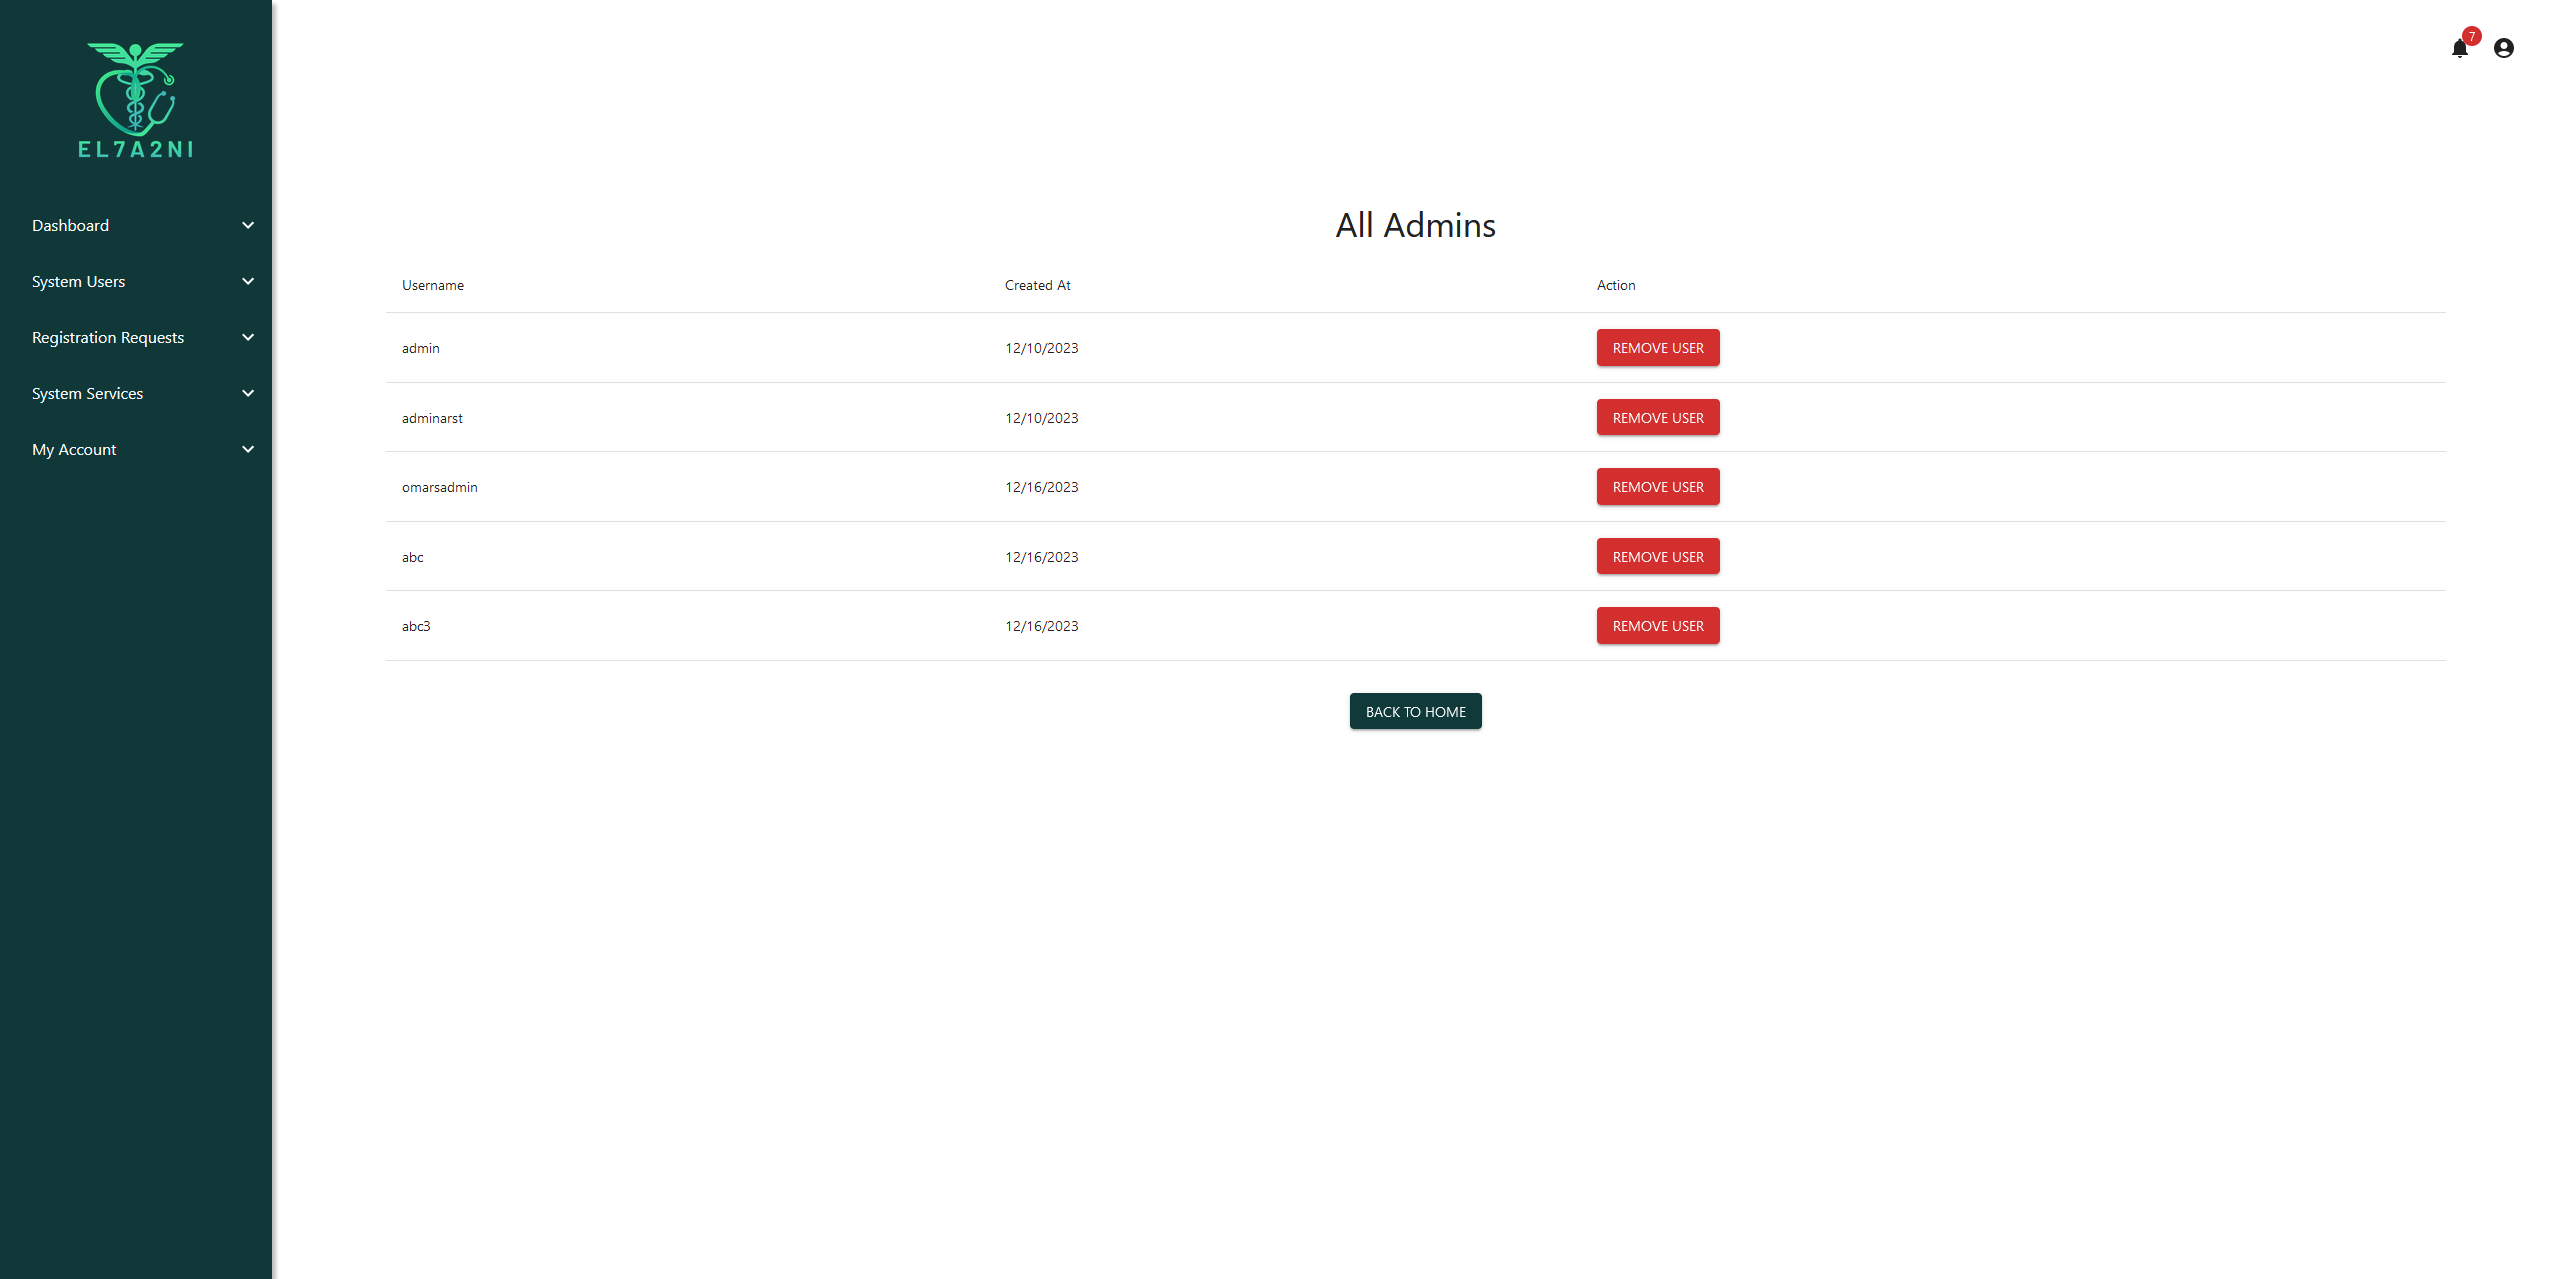 EL7A2NI
Dashboard
System Users
Registration Requests
System Services
My Account
7
All Admins
Username Created At Action
admin 12/10/2023 REMOVE USER
adminarst 12/10/2023 REMOVE USER
omarsadmin 12/16/2023 REMOVE USER
abc 12/16/2023 REMOVE USER
abc3 12/16/2023 REMOVE USER
BACK TO HOME